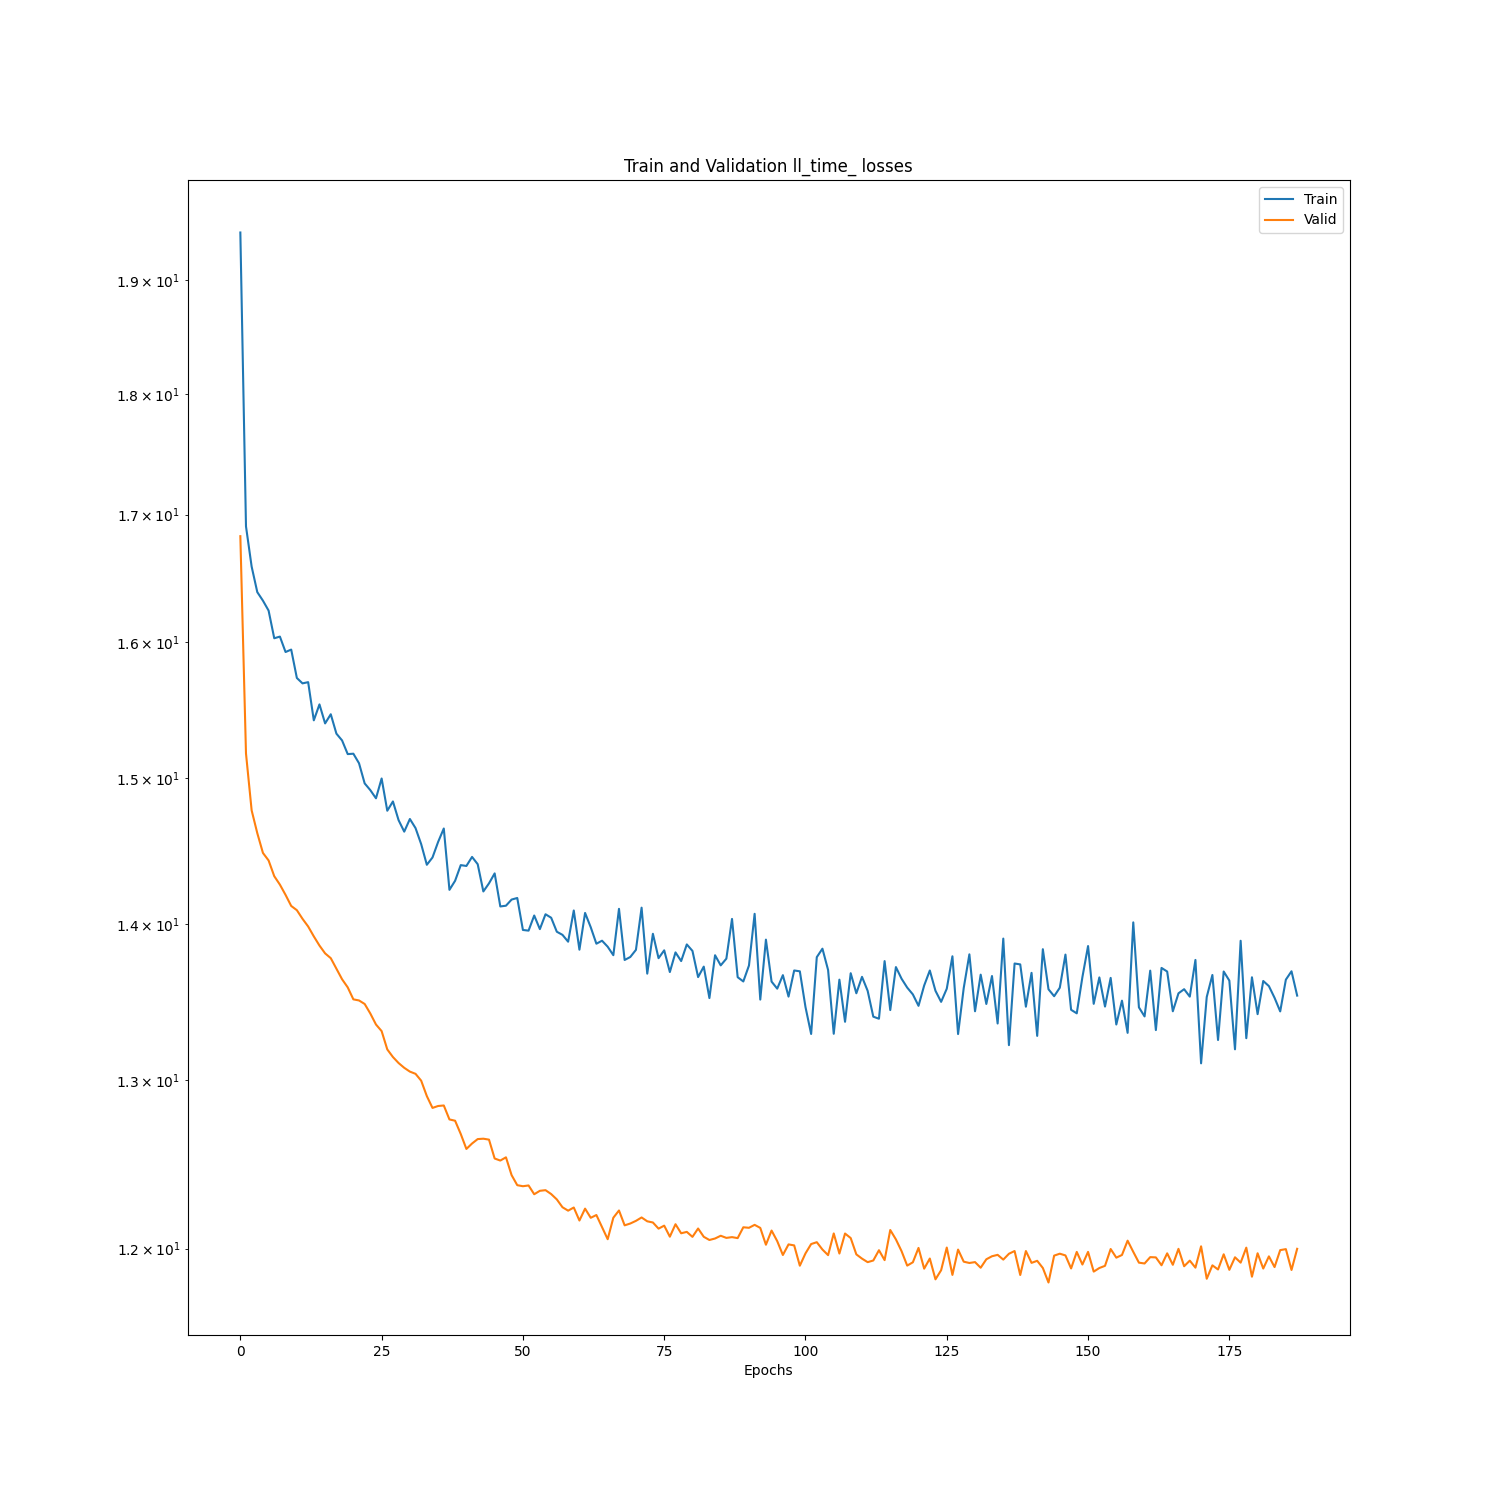 Train and Validation ll_time_ losses
Train
Valid
1.9 × 10¹
1.8 × 10¹
1.7 × 10¹
1.6 × 10¹
1.5 × 10¹
1.4 × 10¹
1.3 × 10¹
1.2 × 10¹
0 25 50 75 100 125 150 175
Epochs